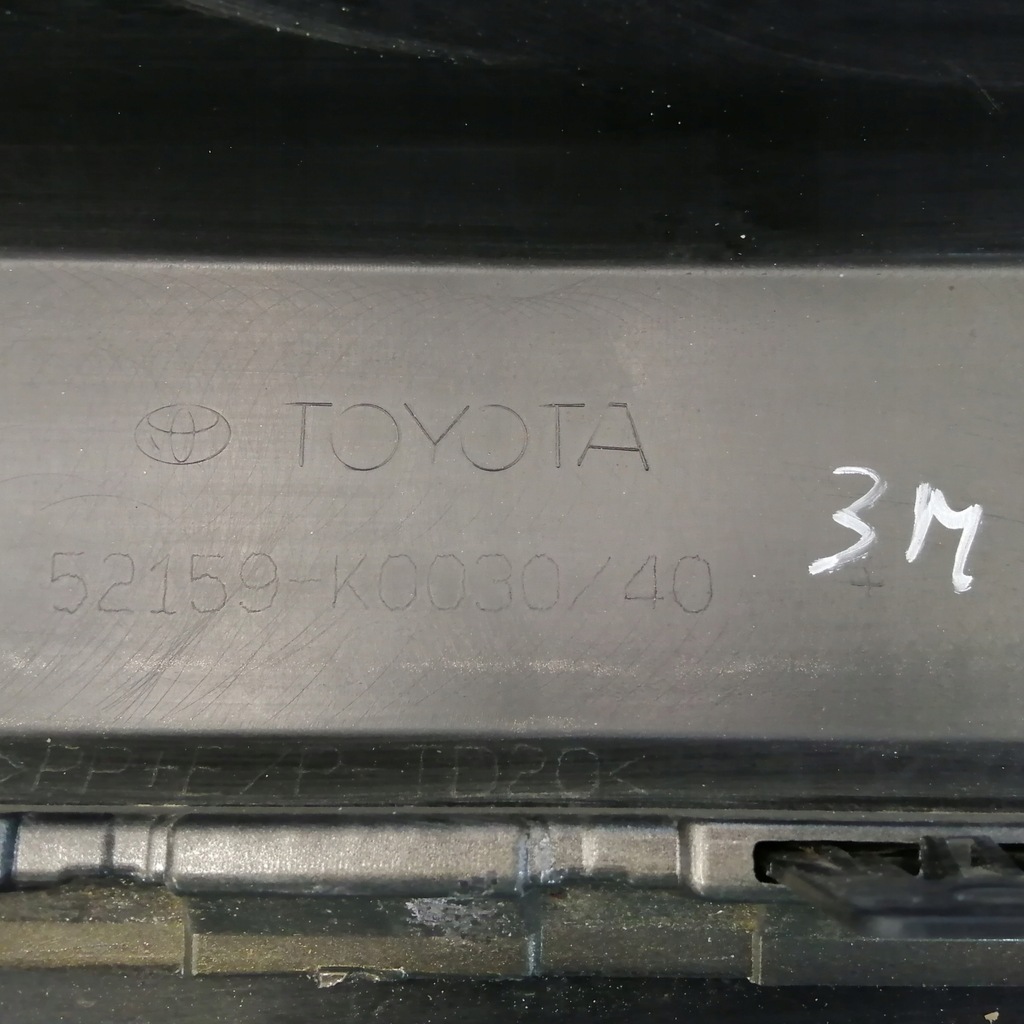 TOYOTA
3M
52159-K0030/40
>PP+E/P-TD20<